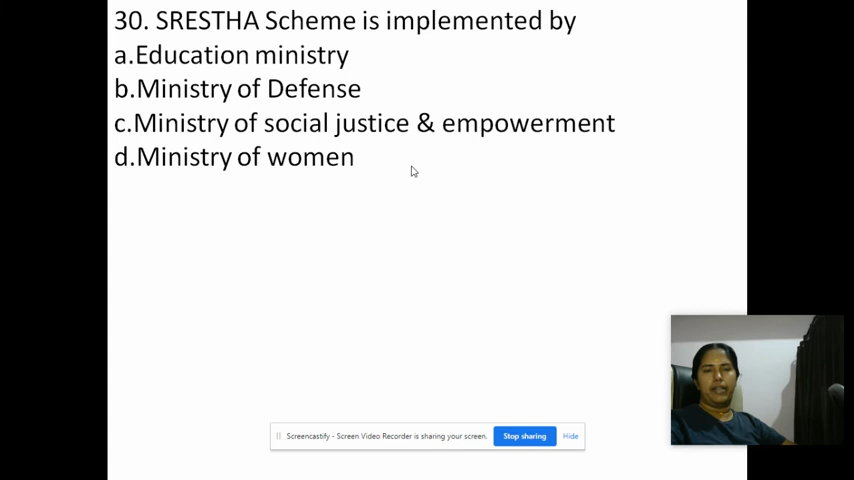 30. SRESTHA Scheme is implemented by
a.Education ministry
b.Ministry of Defense
c.Ministry of social justice & empowerment
d.Ministry of women
Screencastify - Screen Video Recorder is sharing your screen. Stop sharing Hide